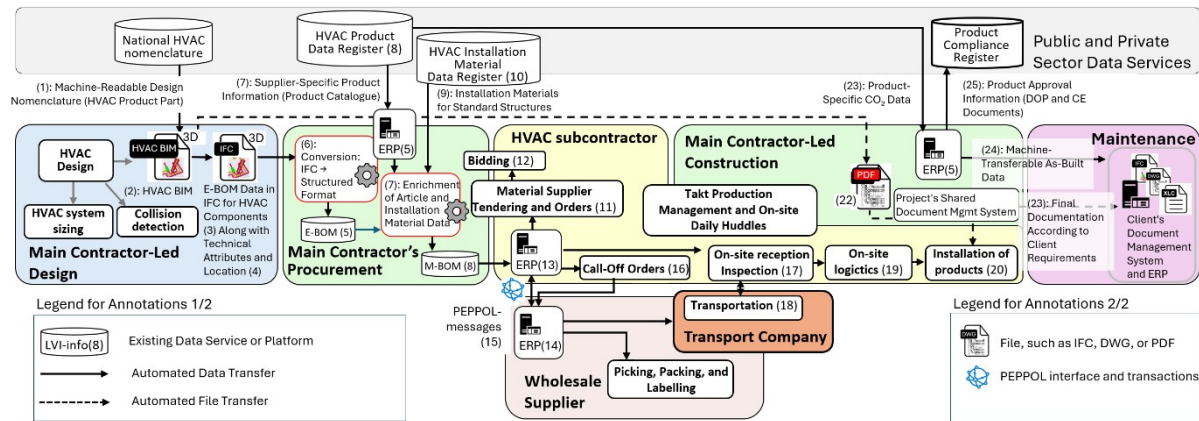 National HVAC
nomenclature
HVAC Product
Data Register (8)
HVAC Installation
Material
Data Register (10)
Product
Compliance
Register
Public and Private
Sector Data Services
(1): Machine-Readable Design
Nomenclature (HVAC Product Part)
(7): Supplier-Specific Product
Information (Product Catalogue)
(9): Installation Materials
for Standard Structures
(23): Product-
Specific CO2 Data
(25): Product Approval
Information (DOP and CE
Documents)
HVAC
Design
HVAC BIM
3D
IFC
3D
(2): HVAC BIM
HVAC system
sizing
Collision
detection
E-BOM Data in
IFC for HVAC
Components
(3) Along with
Technical
Attributes and
Location (4)
Main Contractor-Led
Design
(6):
Conversion:
IFC →
Structured
Format
ERP(5)
(7): Enrichment
of Article and
Installation
Material Data
E-BOM (5)
M-BOM (8)
Main Contractor's
Procurement
HVAC subcontractor
Bidding (12)
Material Supplier
Tendering and Orders (11)
ERP(13)
Call-Off Orders (16)
On-site reception
Inspection (17)
On-site
logtics (19)
Installation of
products (20)
Main Contractor-Led
Construction
Takt Production
Management and On-site
Daily Huddles
PDF
(22)
ERP(5)
Project's Shared
Document Mgmt System
Maintenance
(24): Machine-
Transferable As-Built
Data
(23): Final
Documentation
According to
Client
Requirements
IFC
DWG
XLC
Client's
Document
Management
System
and ERP
PEPPOL-
messages
(15)
ERP(14)
Transportation (18)
Transport Company
Picking, Packing, and
Labelling
Wholesale
Supplier
Legend for Annotations 1/2
LVI-info(8)
Existing Data Service or Platform
Automated Data Transfer
Automated File Transfer
Legend for Annotations 2/2
DWG
File, such as IFC, DWG, or PDF
PEPPOL interface and transactions